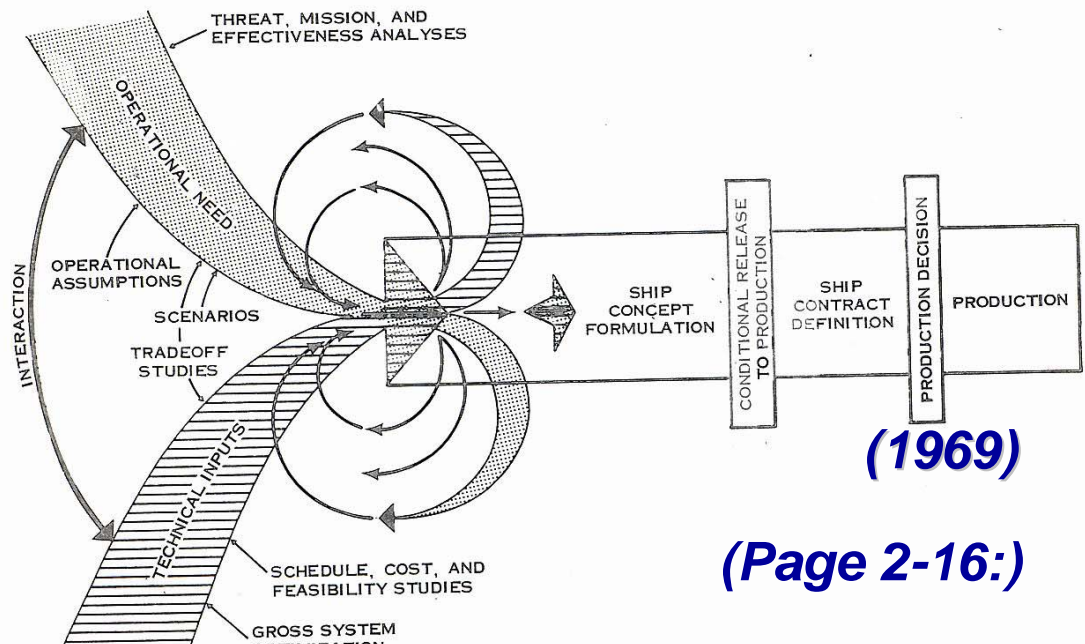 THREAT, MISSION, AND
EFFECTIVENESS ANALYSES
OPERATIONAL NEED
INTERACTION
OPERATIONAL
ASSUMPTIONS
SCENARIOS
TRADEOFF
STUDIES
TECHNICAL INPUTS
SCHEDULE, COST, AND
FEASIBILITY STUDIES
GROSS SYSTEM
SHIP
CONCEPT
FORMULATION
CONDITIONAL RELEASE
TO PRODUCTION
SHIP
CONTRACT
DEFINITION
PRODUCTION DECISION
PRODUCTION
(1969)
(Page 2-16:)